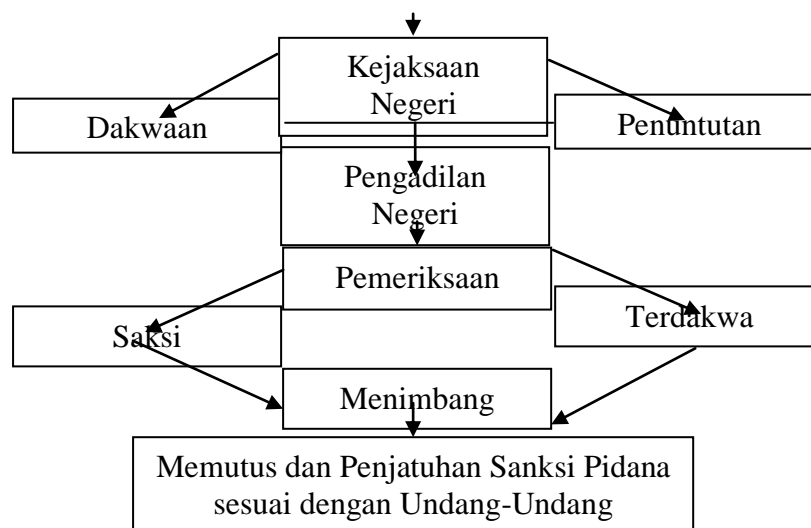 Kejaksaan
Negeri
Dakwaan
Penuntutan
Pengadilan
Negeri
Pemeriksaan
Saksi
Terdakwa
Menimbang
Memutus dan Penjatuhan Sanksi Pidana
sesuai dengan Undang-Undang